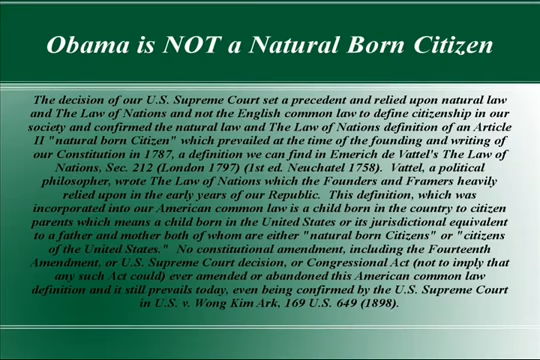 Obama is NOT a Natural Born Citizen
The decision of our U.S. Supreme Court set a precedent and relied upon natural law
and The Law of Nations and not the English common law to define citizenship in our
society and confirmed the natural law and The Law of Nations definition of an Article
II "natural born Citizen" which prevailed at the time of the founding and writing of
our Constitution in 1787, a definition we can find in Emerich de Vattel's The Law of
Nations, Sec. 212 (London 1797) (1st ed. Neuchatel 1758).  Vattel, a political
philosopher, wrote The Law of Nations which the Founders and Framers heavily
relied upon in the early years of our Republic.  This definition, which was
incorporated into our American common law is a child born in the country to citizen
parents which means a child born in the United States or its jurisdictional equivalent
to a father and mother both of whom are either "natural born Citizens" or "citizens
of the United States."  No constitutional amendment, including the Fourteenth
Amendment, or U.S. Supreme Court decision, or Congressional Act (not to imply that
any such Act could) ever amended or abandoned this American common law
definition and it still prevails today, even being confirmed by the U.S. Supreme Court
in U.S. v. Wong Kim Ark, 169 U.S. 649 (1898).